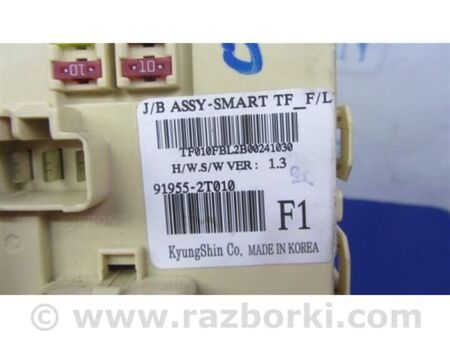 10
10
J/B ASSY-SMART TF_F/L
TF010FBL2B00241030
H/W.S/W VER: 1.3
91955-2T010
F1
KyungShin Co. MADE IN KOREA
© www.razborki.com